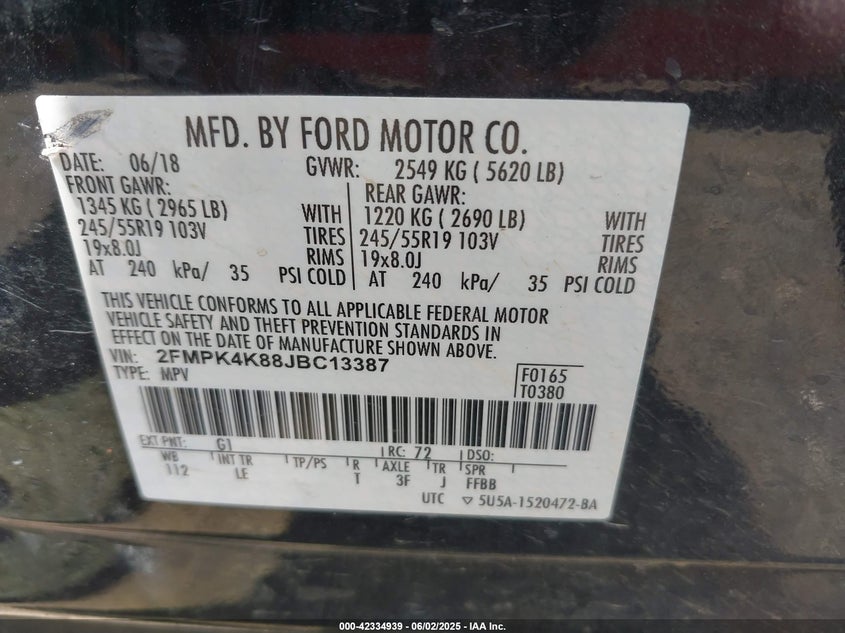 MFD. BY FORD MOTOR CO.
DATE: 06/18 GVWR: 2549 KG ( 5620 LB)
FRONT GAWR: REAR GAWR:
1345 KG ( 2965 LB) WITH 1220 KG ( 2690 LB) WITH
245/55R19 103V TIRES 245/55R19 103V TIRES
19x8.0J RIMS 19x8.0J RIMS
AT 240 kPa/ 35 PSI COLD AT 240 kPa/ 35 PSI COLD
THIS VEHICLE CONFORMS TO ALL APPLICABLE FEDERAL MOTOR
VEHICLE SAFETY AND THEFT PREVENTION STANDARDS IN
EFFECT ON THE DATE OF MANUFACTURE SHOWN ABOVE.
VIN: 2FMPK4K88JBC13387
TYPE: MPV
F0165
T0380
EXT PNT: G1 RC: 72 DSO:
WB INT TR TP/PS R AXLE TR SPR
112 LE T 3F J FFBB
UTC ▽ 5U5A-1520472-BA
000-42334939 - 06/02/2025 - IAA Inc.